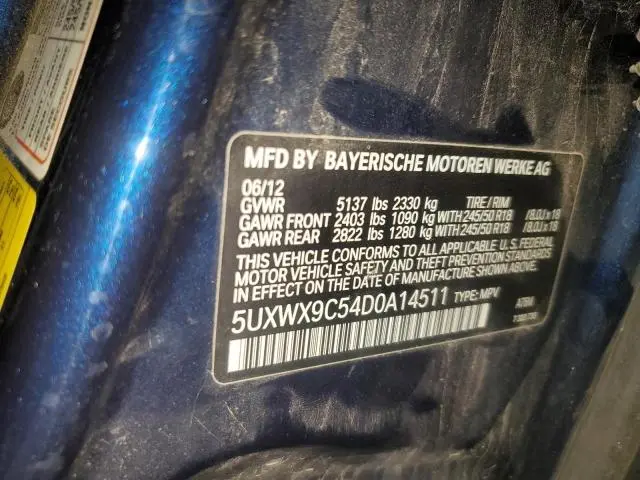 MFD BY BAYERISCHE MOTOREN WERKE AG
06/12
GVWR 5137 lbs 2330 kg TIRE/RIM
GAWR FRONT 2403 lbs 1090 kg WITH 245/50 R18 /8.0J x 18
GAWR REAR 2822 lbs 1280 kg WITH 245/50 R18 /8.0J x 18
THIS VEHICLE CONFORMS TO ALL APPLICABLE U.S. FEDERAL
MOTOR VEHICLE SAFETY AND THEFT PREVENTION STANDARDS
IN EFFECT ON THE DATE OF MANUFACTURE SHOWN ABOVE.
5UXWX9C54D0A14511 TYPE: MPV